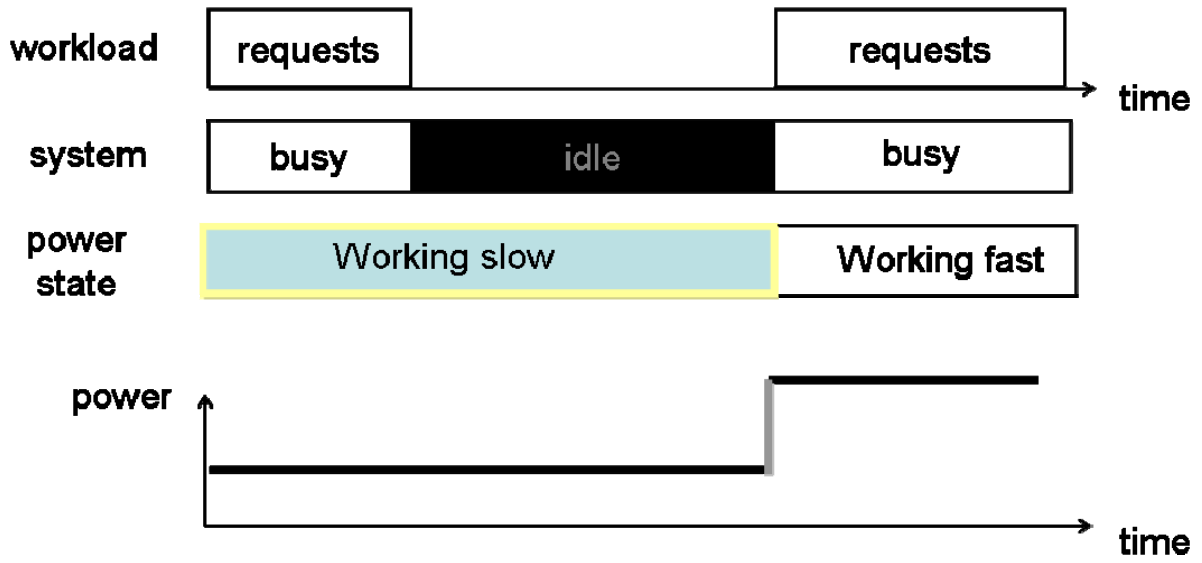 workload
requests
requests
time
system
busy
idle
busy
power
state
Working slow
Working fast
power
time